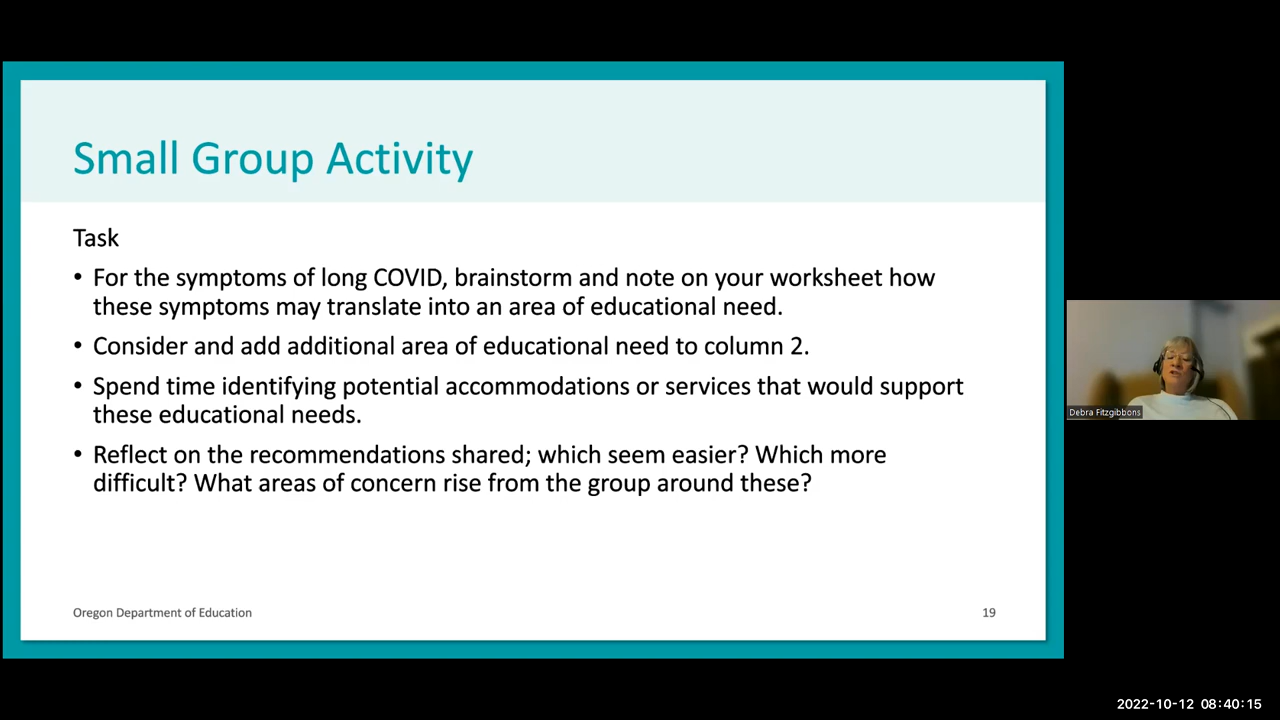 Small Group Activity
Task
• For the symptoms of long COVID, brainstorm and note on your worksheet how
these symptoms may translate into an area of educational need.
• Consider and add additional area of educational need to column 2.
• Spend time identifying potential accommodations or services that would support
these educational needs.
• Reflect on the recommendations shared; which seem easier? Which more
difficult? What areas of concern rise from the group around these?
Oregon Department of Education
19
Debra Fitzgibbons
2022-10-12 08:40:15